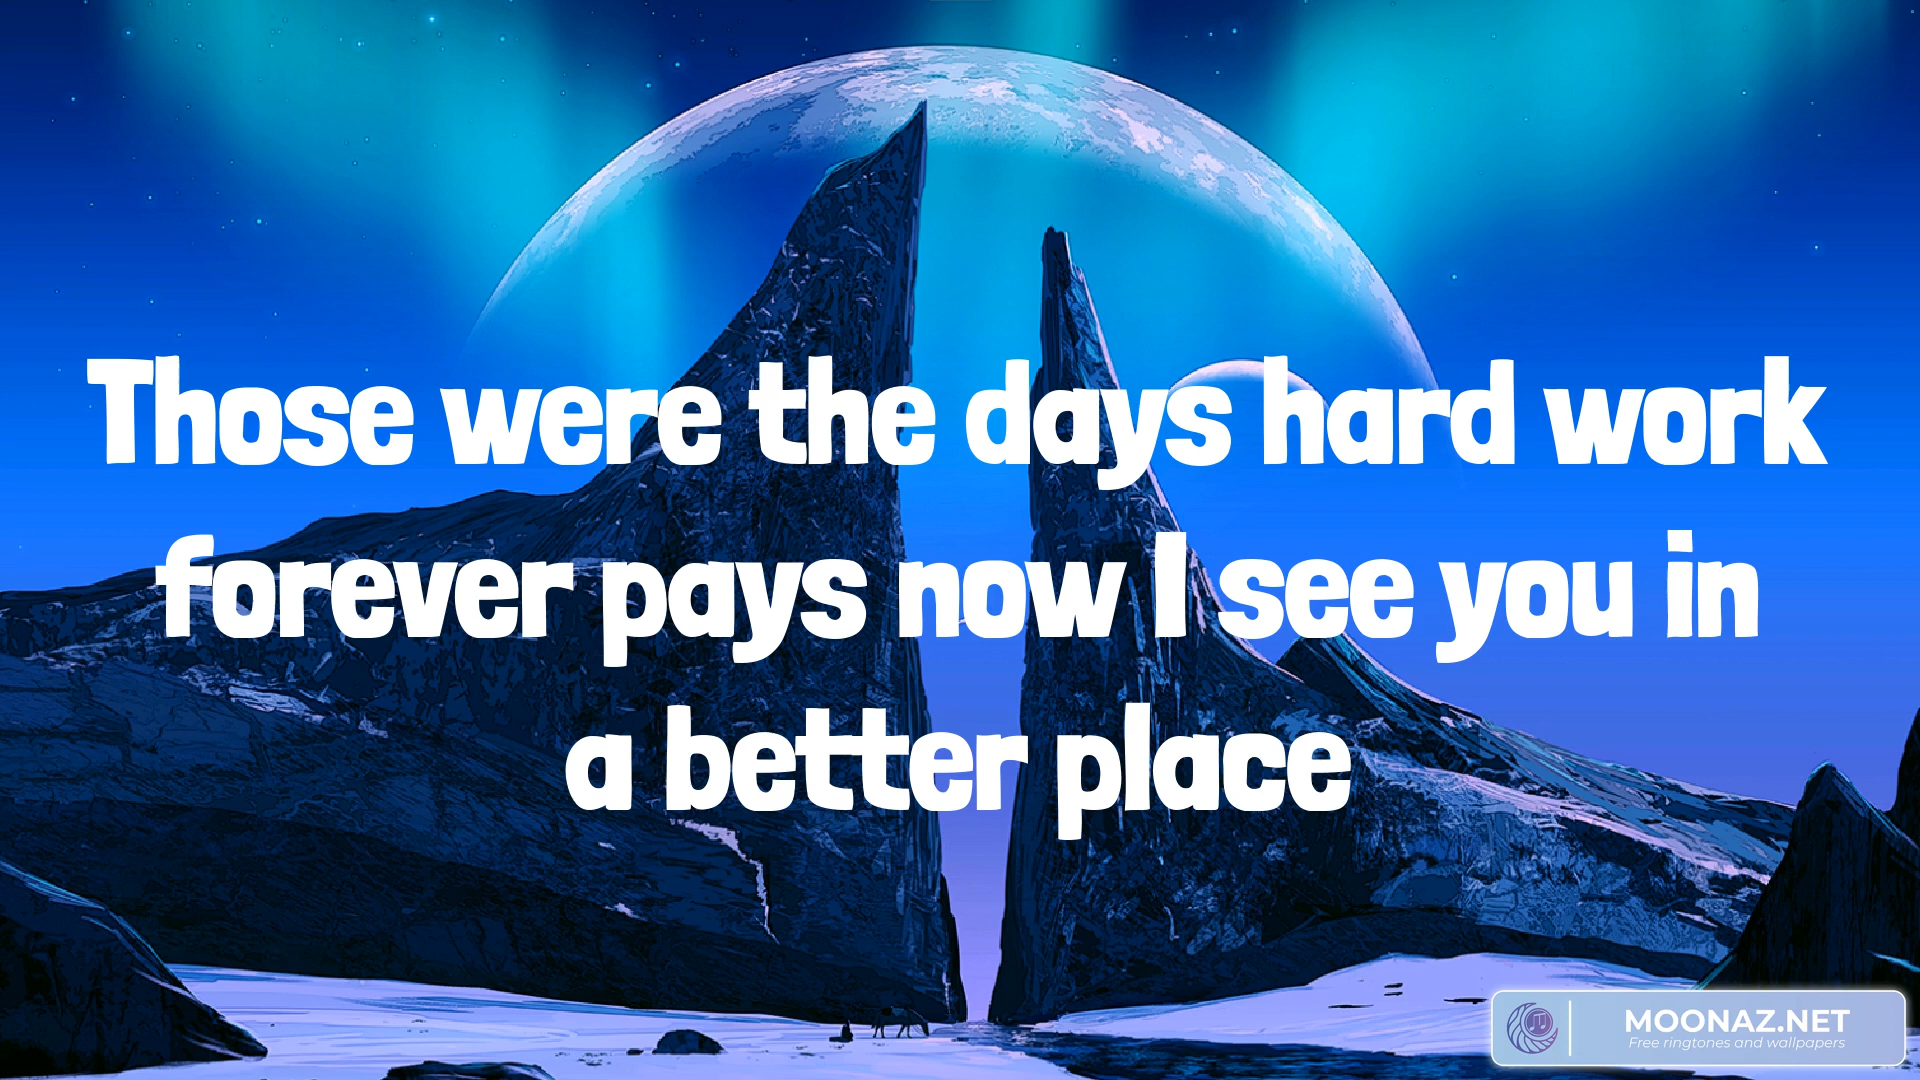 Those were the days hard work
forever pays now I see you in
a better place
MOONAZ.NET
Free ringtones and wallpapers